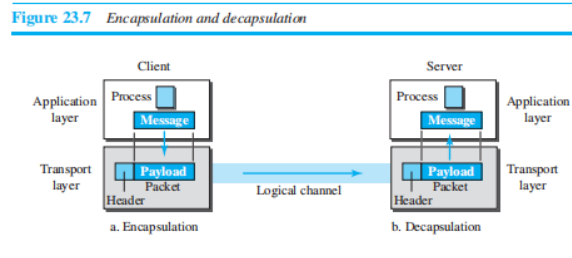 Figure 23.7 Encapsulation and decapsulation
Client
Server
Application
layer
Process
Message
Process
Message
Application
layer
Transport
layer
Payload
Packet
Header
Logical channel
Payload
Packet
Header
Transport
layer
a. Encapsulation
b. Decapsulation